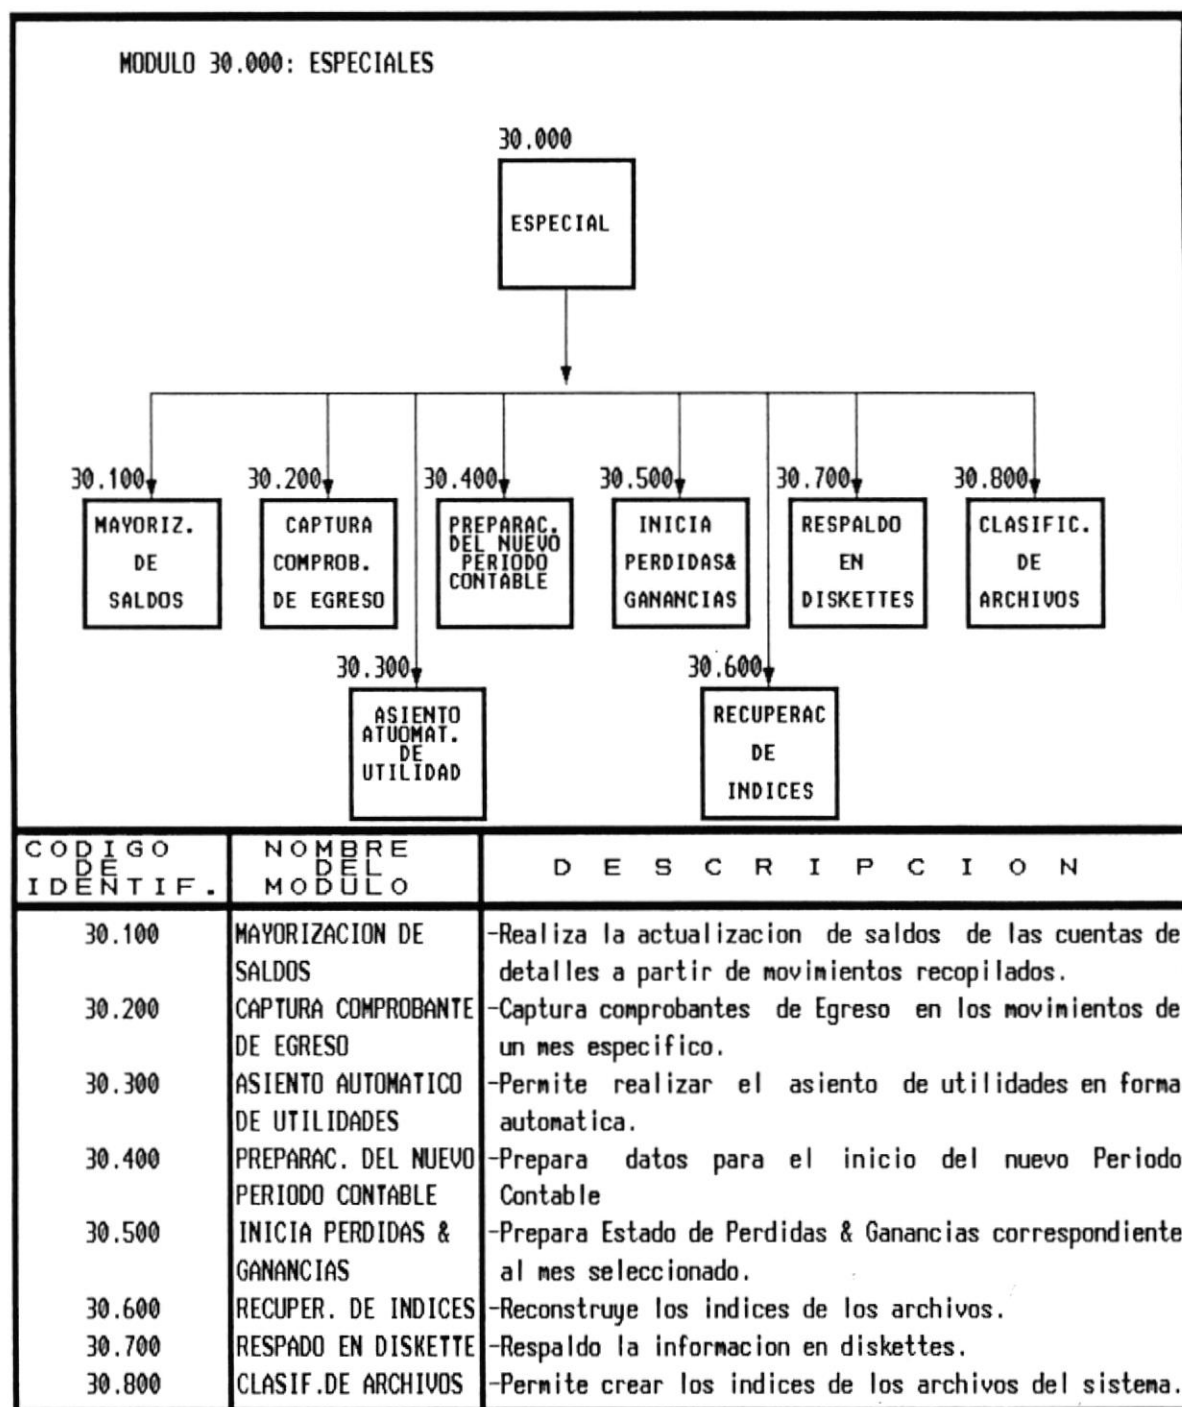 MODULO 30.000: ESPECIALES
30.000
ESPECIAL
30.100
MAYORIZ.
DE
SALDOS
30.200
CAPTURA
COMPROB.
DE EGRESO
30.400
PREPARAC.
DEL NUEVO
PERIODO
CONTABLE
30.500
INICIA
PERDIDAS&
GANANCIAS
30.700
RESPALDO
EN
DISKETTES
30.800
CLASIFIC.
DE
ARCHIVOS
30.300
ASIENTO
ATUOMAT.
DE
UTILIDAD
30.600
RECUPERAC
DE
INDICES
CODIGO
DE
IDENTIF.
NOMBRE
DEL
MODULO
D E S C R I P C I O N
30.100 MAYORIZACION DE -Realiza la actualizacion de saldos de las cuentas de
SALDOS detalles a partir de movimientos recopilados.
30.200 CAPTURA COMPROBANTE -Captura comprobantes de Egreso en los movimientos de
DE EGRESO un mes especifico.
30.300 ASIENTO AUTOMATICO -Permite realizar el asiento de utilidades en forma
DE UTILIDADES automatica.
30.400 PREPARAC. DEL NUEVO -Prepara datos para el inicio del nuevo Periodo
PERIODO CONTABLE Contable
30.500 INICIA PERDIDAS & -Prepara Estado de Perdidas & Ganancias correspondiente
GANANCIAS al mes seleccionado.
30.600 RECUPER. DE INDICES -Reconstruye los indices de los archivos.
30.700 RESPADO EN DISKETTE -Respaldo la informacion en diskettes.
30.800 CLASIF.DE ARCHIVOS -Permite crear los indices de los archivos del sistema.